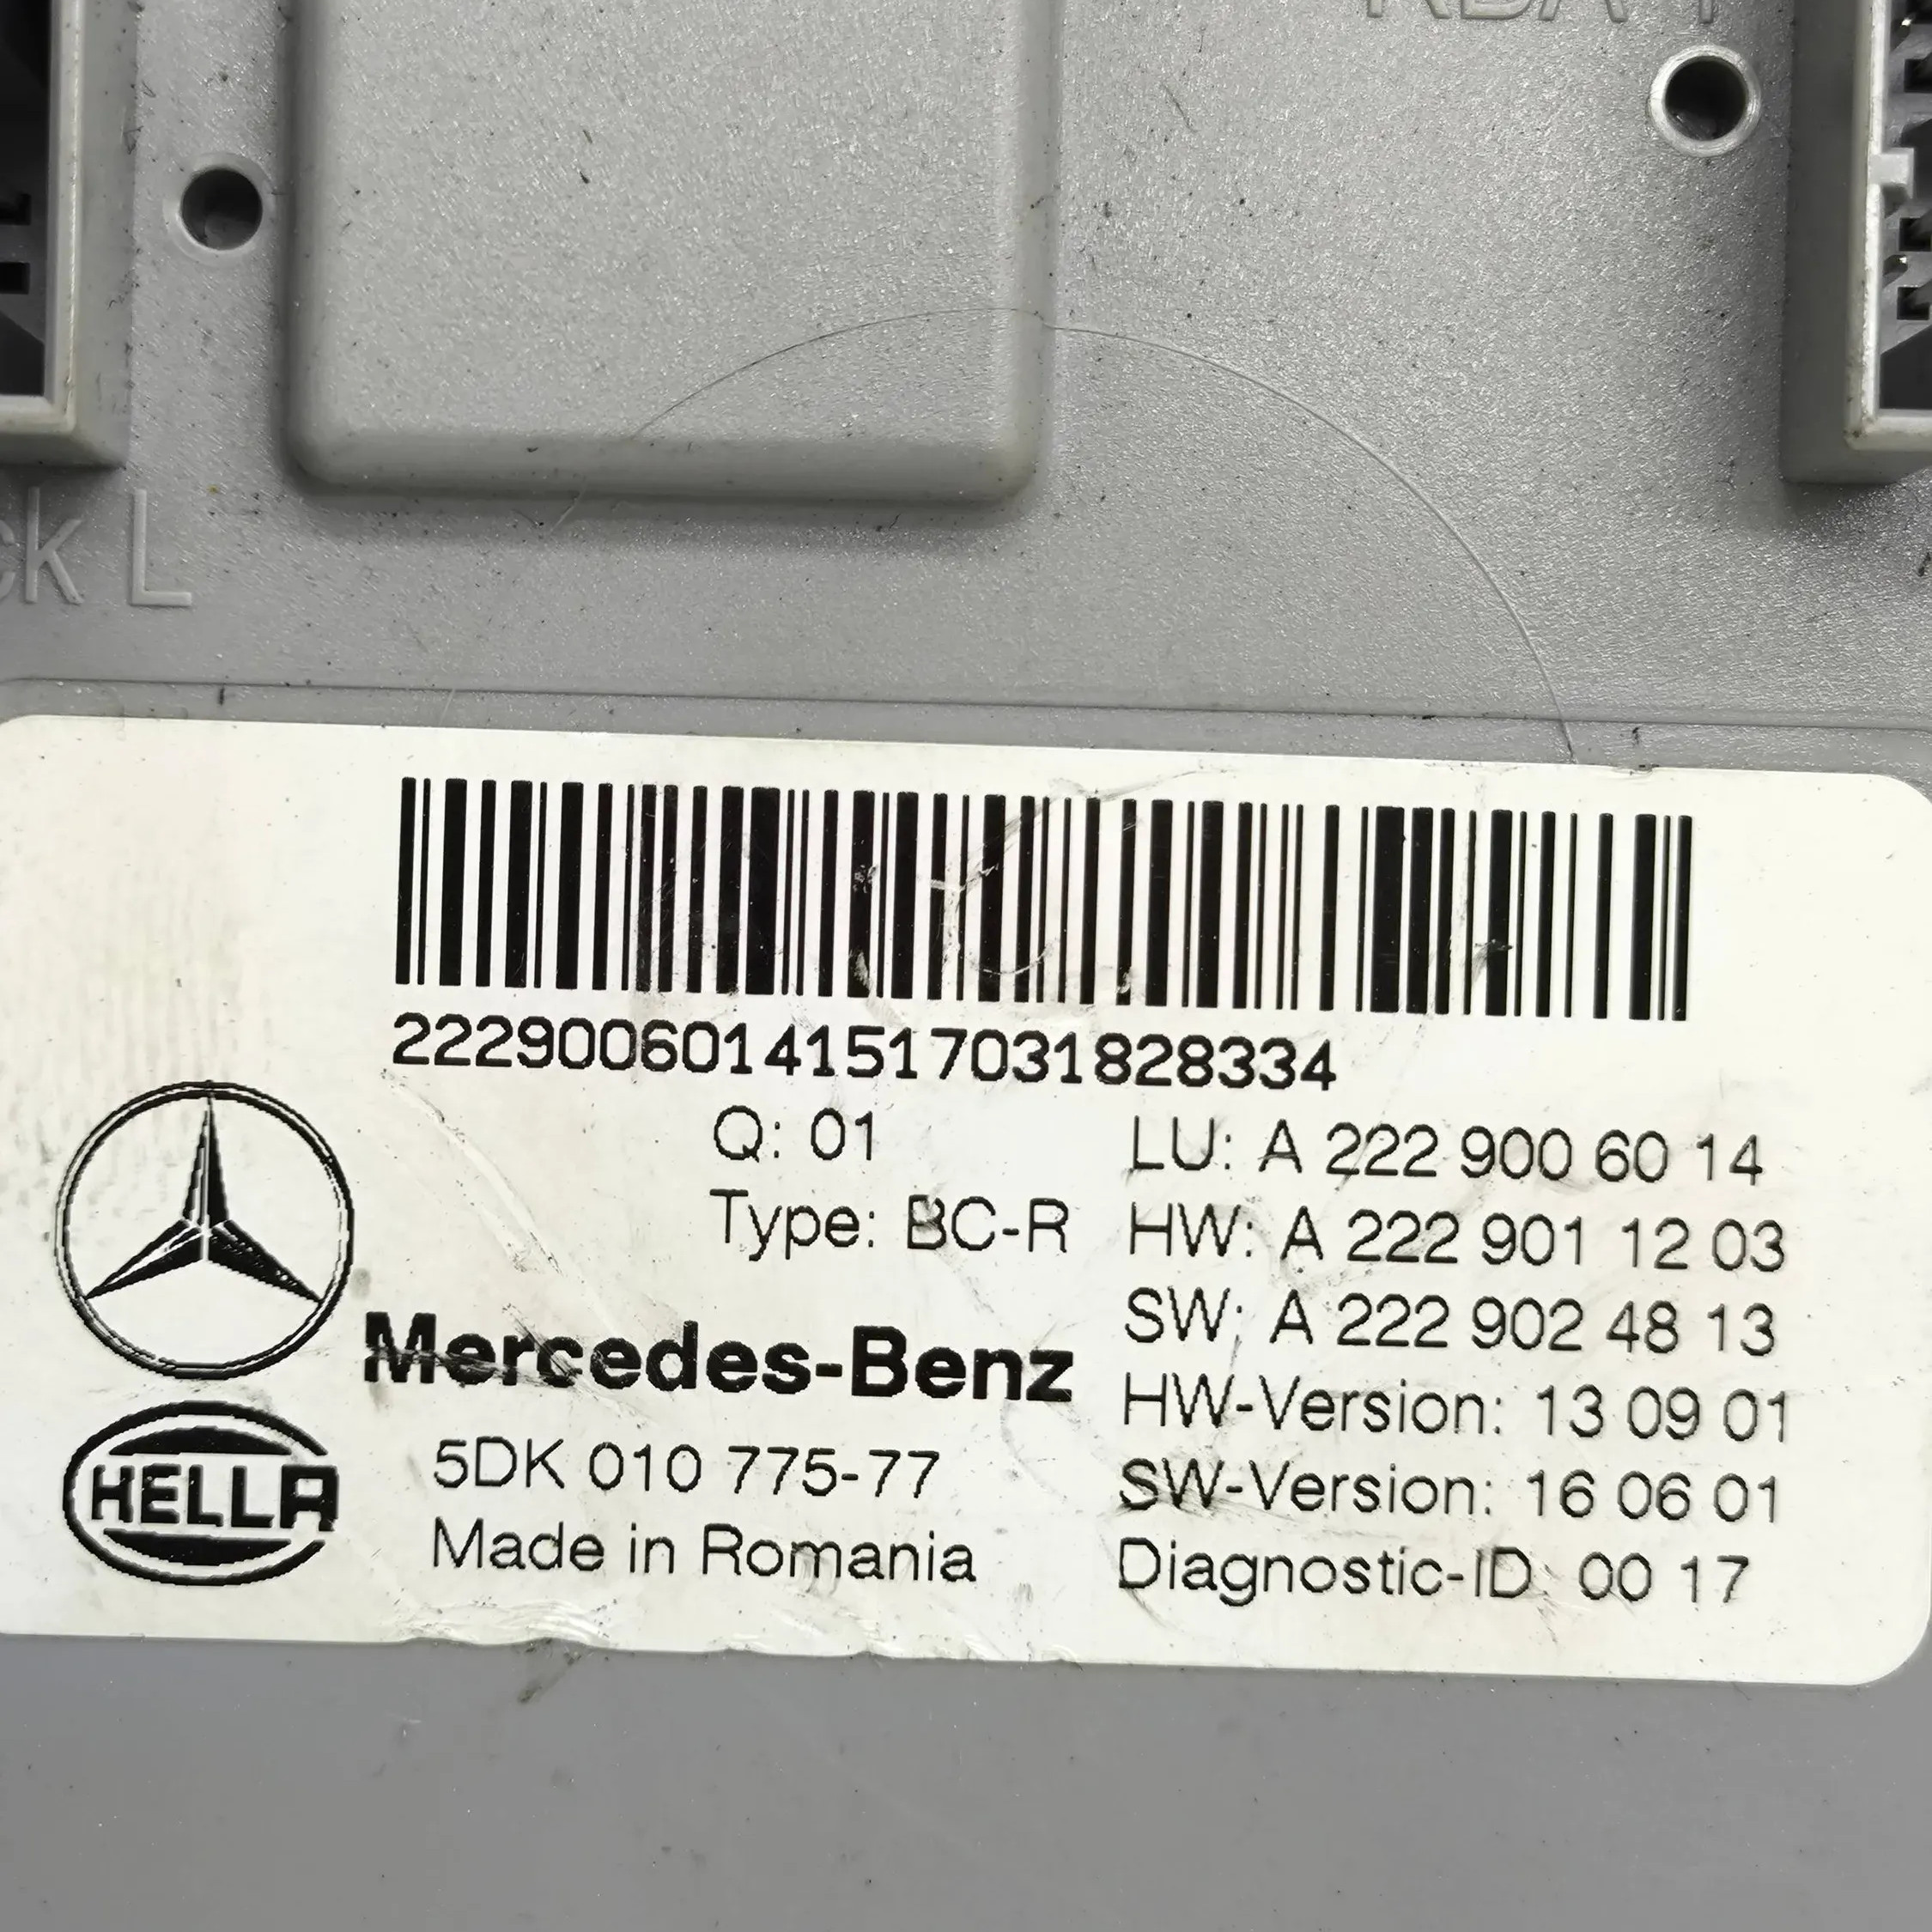 CK L
22290060141517031828334
Q: 01
Type: BC-R
LU: A 222 900 60 14
HW: A 222 901 12 03
SW: A 222 902 48 13
HW-Version: 13 09 01
SW-Version: 16 06 01
Diagnostic-ID: 00 17
Mercedes-Benz
HELLA
5DK 010 775-77
Made in Romania